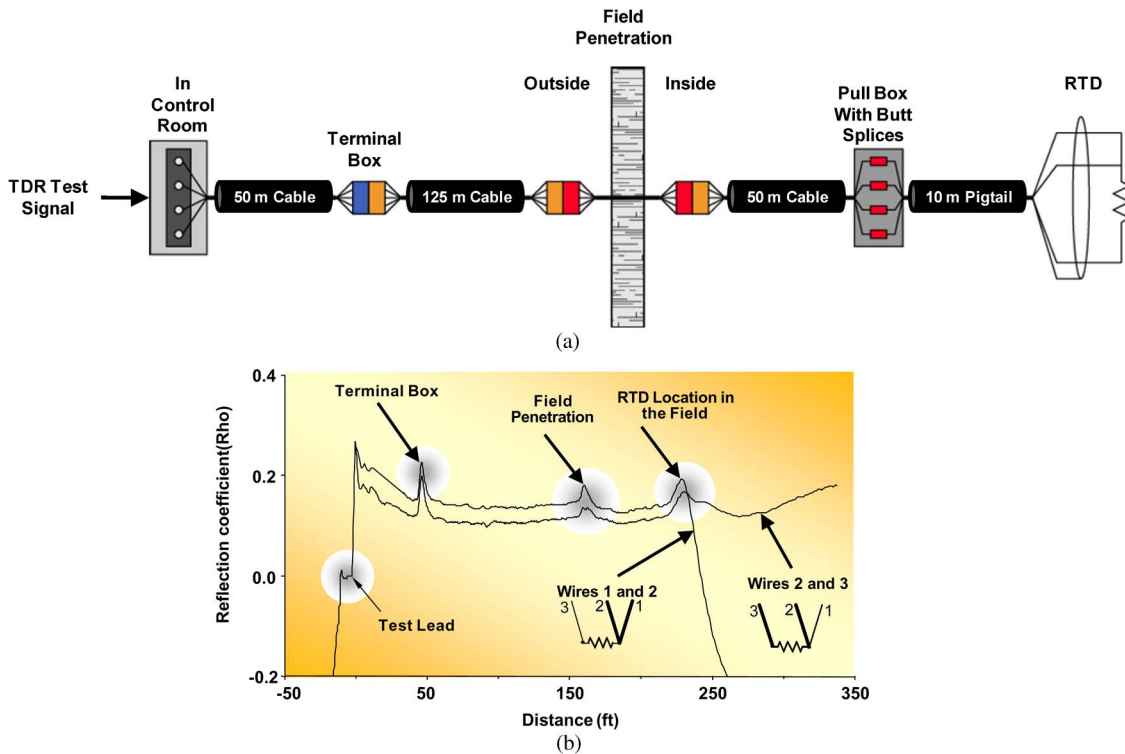 Field
Penetration
In
Control
Room
Outside
Inside
Pull Box
With Butt
Splices
RTD
Terminal
Box
TDR Test
Signal
50 m Cable
125 m Cable
50 m Cable
10 m Pigtail
(a)
Reflection coefficient(Rho)
0.4
0.2
0.0
-0.2
Terminal Box
Field
Penetration
RTD Location in
the Field
Test Lead
Wires 1 and 2
3 2 1
Wires 2 and 3
3 2 1
-50 50 150 250 350
Distance (ft)
(b)